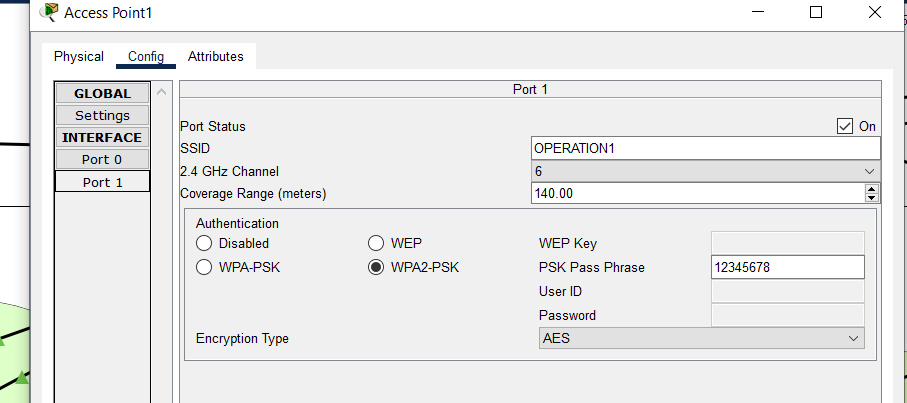 Access Point1
Physical Config Attributes
GLOBAL
Settings
INTERFACE
Port 0
Port 1
Port 1
Port Status On
SSID OPERATION1
2.4 GHz Channel 6
Coverage Range (meters) 140.00
Authentication
Disabled WEP WEP Key
WPA-PSK WPA2-PSK PSK Pass Phrase 12345678
User ID
Password
Encryption Type AES